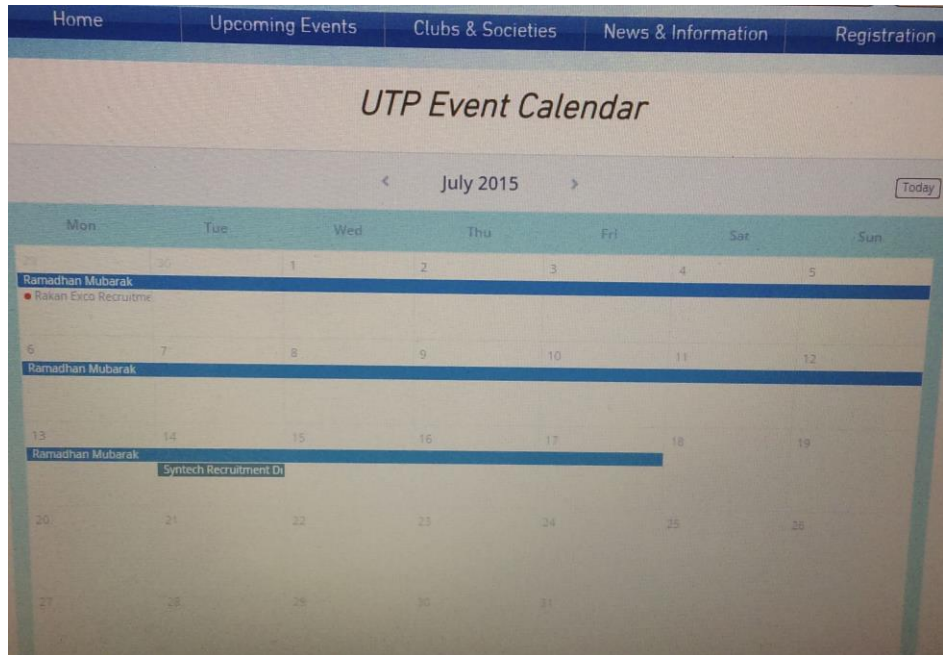 Home Upcoming Events Clubs & Societies News & Information Registration
UTP Event Calendar
< July 2015 > Today
Mon Tue Wed Thu Fri Sat Sun
29 30 1 2 3 4 5
Ramadhan Mubarak
Rakan Exco Recruitme
6 7 8 9 10 11 12
Ramadhan Mubarak
13 14 15 16 17 18 19
Ramadhan Mubarak
Syntech Recruitment Di
20 21 22 23 24 25 26
27 28 29 30 31